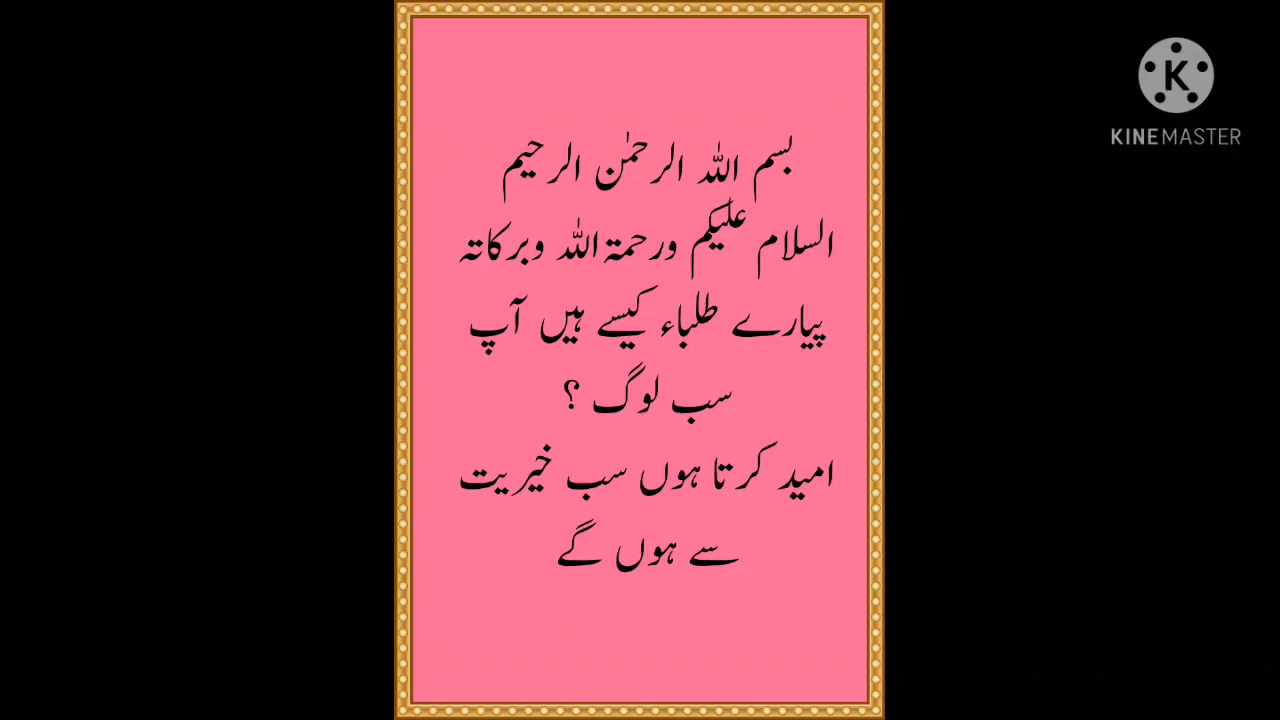 بسم اللہ الرحمٰن الرحیم
السلام علیکم ورحمۃ اللہ وبرکاتہ
پیارے طلباء کیسے ہیں آپ
سب لوگ ؟
امید کرتا ہوں سب خیریت
سے ہوں گے
K
KINEMASTER